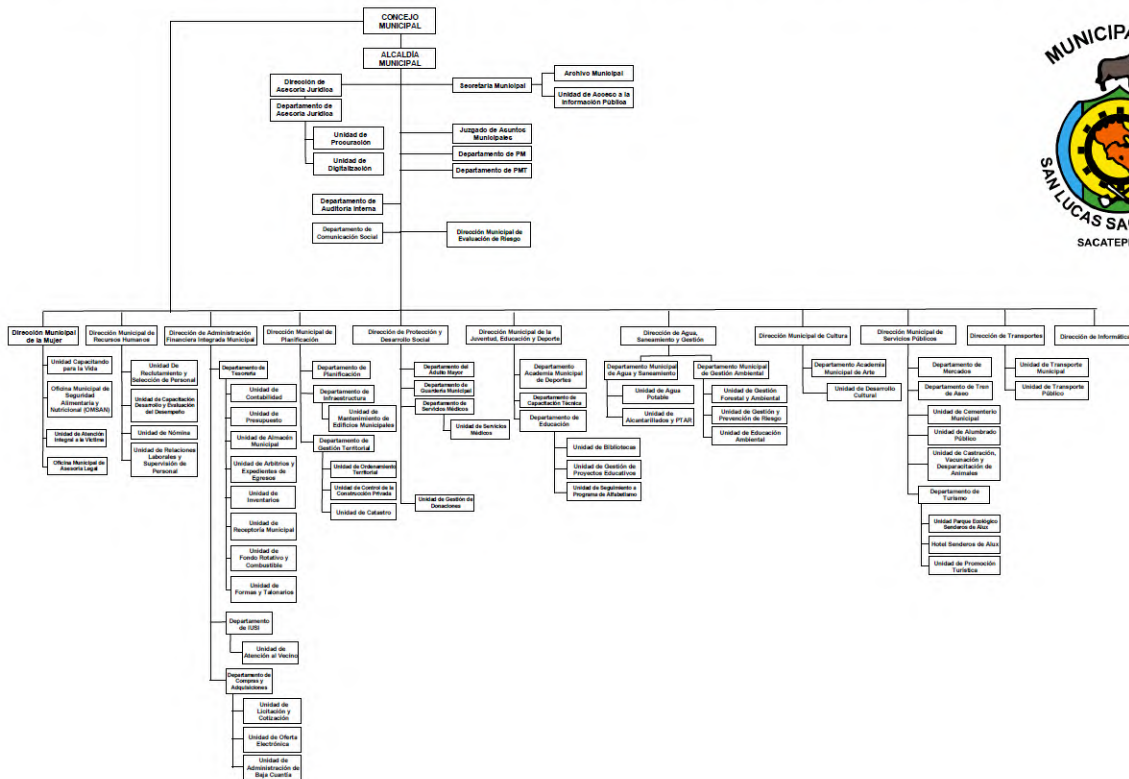 CONCEJO
MUNICIPAL
ALCALDÍA
MUNICIPAL
Dirección de
Asesoría Jurídica
Departamento de
Asesoría Jurídica
Unidad de
Procuración
Unidad de
Digitalización
Secretaria Municipal
Archivo Municipal
Unidad de Acceso a la
Información Pública
Juzgado de Asuntos
Municipales
Departamento de PM
Departamento de PMT
Departamento de
Auditoria Interna
Departamento de
Comunicación Social
Dirección Municipal de
Evaluación de Riesgo
MUNICIPA
SAN LUCAS SAC
SACATEP
Dirección Municipal
de la Mujer
Unidad Capacitando
para la Vida
Oficina Municipal de
Seguridad
Alimentaria y
Nutricional (OMSAN)
Unidad de Atención
Integral a la Víctima
Oficina Municipal de
Asesoría Legal
Dirección Municipal de
Recursos Humanos
Unidad De
Reclutamiento y
Selección de Personal
Unidad de Capacitación
Desarrollo y Evaluación
del Desempeño
Unidad de Nómina
Unidad de Relaciones
Laborales y
Supervisión de
Personal
Dirección de Administración
Financiera Integrada Municipal
Departamento de
Tesorería
Unidad de
Contabilidad
Unidad de
Presupuesto
Unidad de Almacén
Municipal
Unidad de Arbitrios y
Expedientes de
Egresos
Unidad de
Inventarios
Unidad de
Receptoría Municipal
Unidad de
Fondo Rotativo y
Combustible
Unidad de
Formas y Talonarios
Departamento
de IUSI
Unidad de
Atención al Vecino
Departamento de
Compras y
Adquisiciones
Unidad de
Licitación y
Cotización
Unidad de Oferta
Electrónica
Unidad de
Administración de
Baja Cuantía
Dirección Municipal de
Planificación
Departamento de
Planificación
Departamento de
Infraestructura
Unidad de
Mantenimiento de
Edificios Municipales
Departamento de
Gestión Territorial
Unidad de Ordenamiento
Territorial
Unidad de Control de la
Construcción Privada
Unidad de Catastro
Dirección de Protección y
Desarrollo Social
Departamento del
Adulto Mayor
Departamento de
Guardería Municipal
Departamento de
Servicios Médicos
Unidad de Servicios
Médicos
Unidad de Gestión de
Donaciones
Dirección Municipal de la
Juventud, Educación y Deporte
Departamento
Academia Municipal
de Deportes
Departamento de
Capacitación Técnica
Departamento de
Educación
Unidad de Bibliotecas
Unidad de Gestión de
Proyectos Educativos
Unidad de Seguimiento a
Programa de Alfabetismo
Dirección de Agua,
Saneamiento y Gestión
Departamento Municipal
de Agua y Saneamiento
Unidad de Agua
Potable
Unidad de
Alcantarillados y PTAR
Departamento Municipal
de Gestión Ambiental
Unidad de Gestión
Forestal y Ambiental
Unidad de Gestión y
Prevención de Riesgo
Unidad de Educación
Ambiental
Dirección Municipal de Cultura
Departamento Academia
Municipal de Arte
Unidad de Desarrollo
Cultural
Dirección Municipal de
Servicios Públicos
Departamento de
Mercados
Departamento de Tren
de Aseo
Unidad de Cementerio
Municipal
Unidad de Alumbrado
Público
Unidad de Castración,
Vacunación y
Desparacitación de
Animales
Departamento de
Turismo
Unidad Parque Ecológico
Senderos de Alux
Hotel Senderos de Alux
Unidad de Promoción
Turística
Dirección de Transportes
Unidad de Transporte
Municipal
Unidad de Transporte
Público
Dirección de Informátic